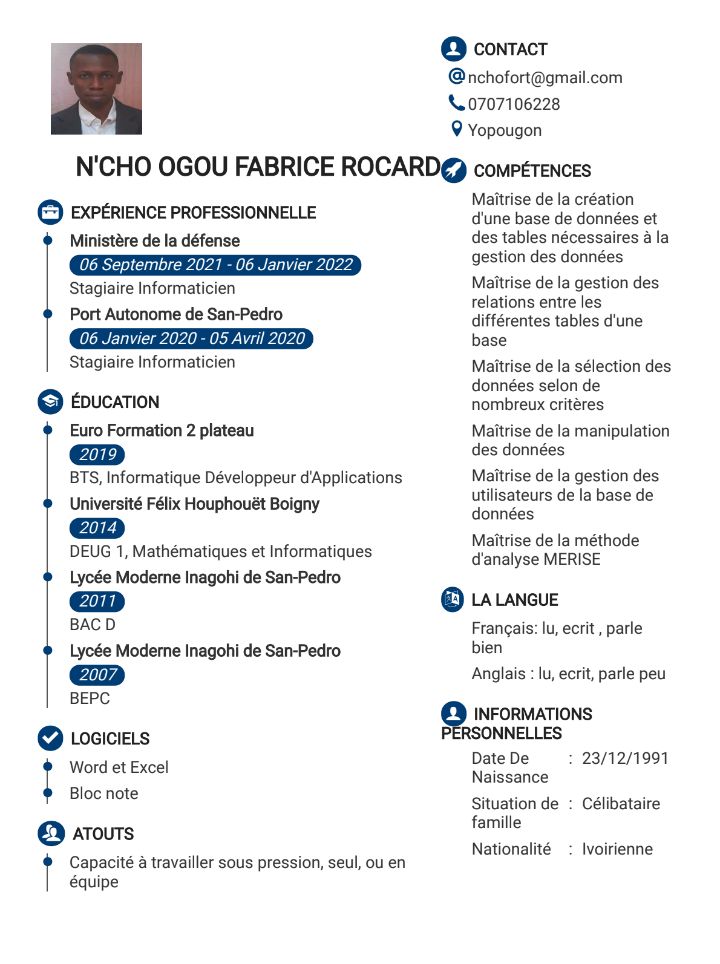 N'CHO OGOU FABRICE ROCARD
EXPÉRIENCE PROFESSIONNELLE
Ministère de la défense
06 Septembre 2021 - 06 Janvier 2022
Stagiaire Informaticien
Port Autonome de San-Pedro
06 Janvier 2020 - 05 Avril 2020
Stagiaire Informaticien
ÉDUCATION
Euro Formation 2 plateau
2019
BTS, Informatique Développeur d'Applications
Université Félix Houphouët Boigny
2014
DEUG 1, Mathématiques et Informatiques
Lycée Moderne Inagohi de San-Pedro
2011
BAC D
Lycée Moderne Inagohi de San-Pedro
2007
BEPC
LOGICIELS
Word et Excel
Bloc note
ATOUTS
Capacité à travailler sous pression, seul, ou en
équipe
CONTACT
nchofort@gmail.com
0707106228
Yopougon
COMPÉTENCES
Maîtrise de la création
d'une base de données et
des tables nécessaires à la
gestion des données
Maîtrise de la gestion des
relations entre les
différentes tables d'une
base
Maîtrise de la sélection des
données selon de
nombreux critères
Maîtrise de la manipulation
des données
Maîtrise de la gestion des
utilisateurs de la base de
données
Maîtrise de la méthode
d'analyse MERISE
LA LANGUE
Français: lu, ecrit , parle
bien
Anglais : lu, ecrit, parle peu
INFORMATIONS
PERSONNELLES
Date De : 23/12/1991
Naissance
Situation de : Célibataire
famille
Nationalité : Ivoirienne